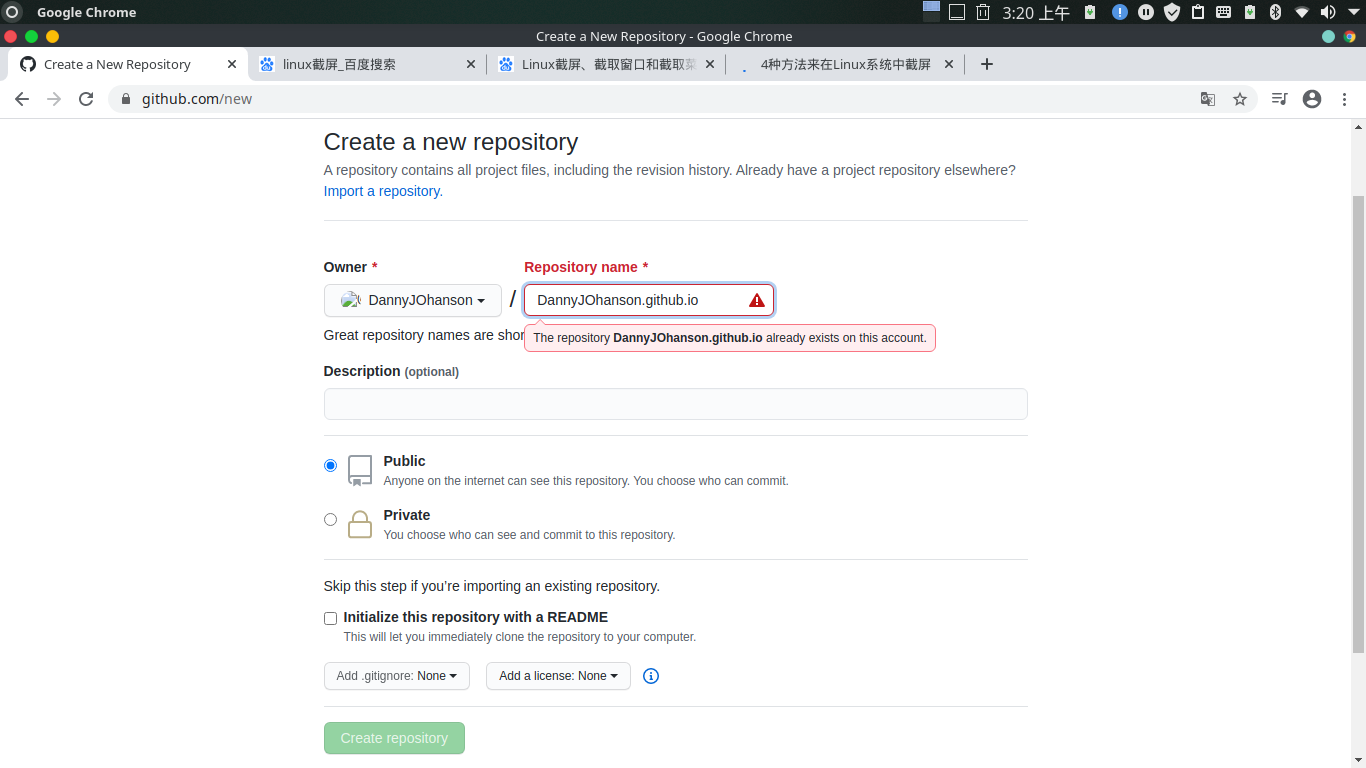 Google Chrome
3:20 上午
Create a New Repository - Google Chrome
Create a New Repository
linux截屏_百度搜索
Linux截屏、截取窗口和截取菜
4种方法来在Linux系统中截屏
github.com/new
Create a new repository
A repository contains all project files, including the revision history. Already have a project repository elsewhere?
Import a repository.
Owner *
Repository name *
DannyJOhanson
/
DannyJOhanson.github.io
Great repository names are shor
The repository DannyJOhanson.github.io already exists on this account.
Description (optional)
Public
Anyone on the internet can see this repository. You choose who can commit.
Private
You choose who can see and commit to this repository.
Skip this step if you’re importing an existing repository.
Initialize this repository with a README
This will let you immediately clone the repository to your computer.
Add .gitignore: None
Add a license: None
Create repository